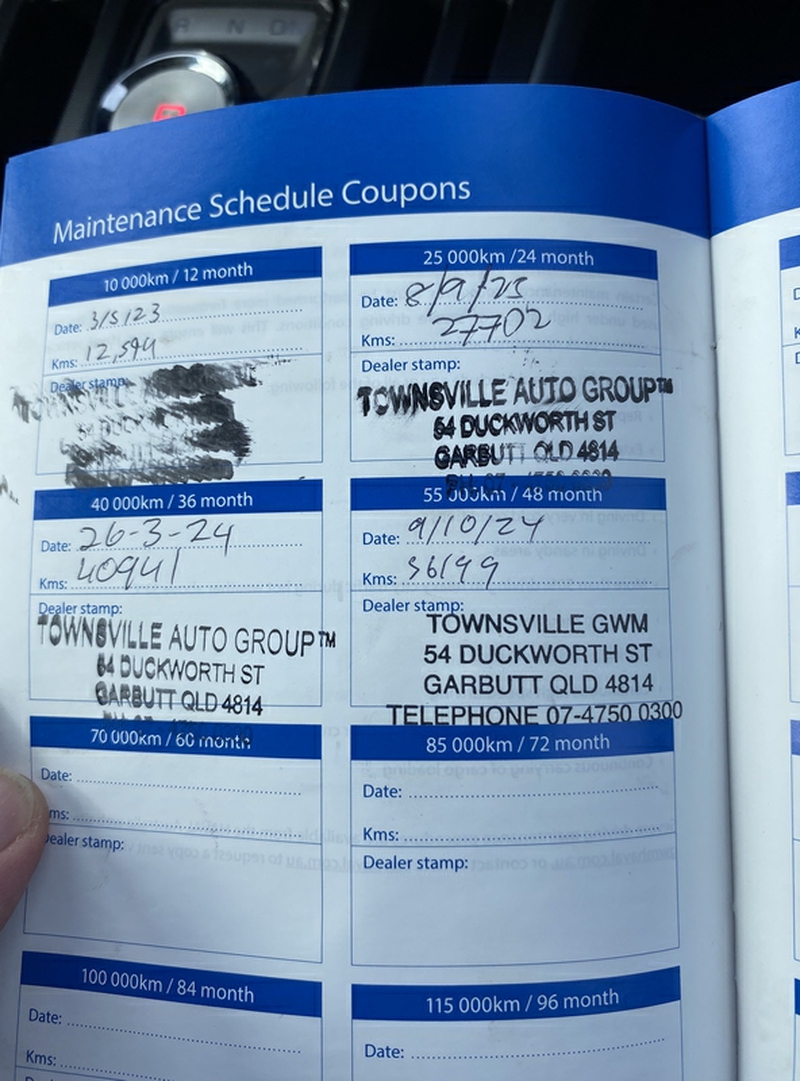 R N D
Maintenance Schedule Coupons
10 000km / 12 month
Date: 3/5/23
Kms: 12,594
Dealer stamp:
TOWNSVILLE
25 000km /24 month
Date: 8/9/23
Kms: 27702
Dealer stamp:
TOWNSVILLE AUTO GROUP™
54 DUCKWORTH ST
GARBUTT QLD 4814
40 000km / 36 month
Date: 26-3-24
Kms: 40941
Dealer stamp:
TOWNSVILLE AUTO GROUP™
54 DUCKWORTH ST
GARBUTT QLD 4814
55 000km / 48 month
Date: 9/10/24
Kms: 56199
Dealer stamp:
TOWNSVILLE GWM
54 DUCKWORTH ST
GARBUTT QLD 4814
TELEPHONE 07-4750 0300
70 000km / 60 month
Date:
ms:
ealer stamp:
85 000km / 72 month
Date:
Kms:
Dealer stamp:
100 000km / 84 month
Date:
Kms:
115 000km / 96 month
Date: